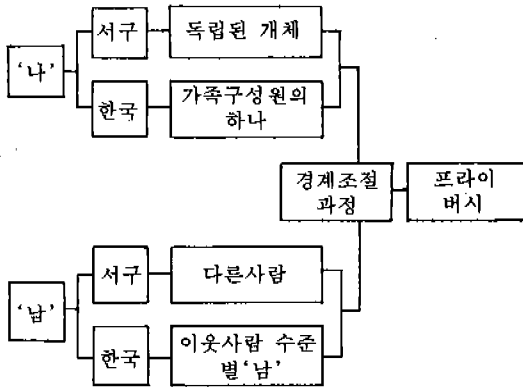 서구
독립된 개체
'나'
한국
가족구성원의
하나
경계조절
과정
프라이
버시
서구
다른사람
'남'
한국
이웃사람 수준
별'남'